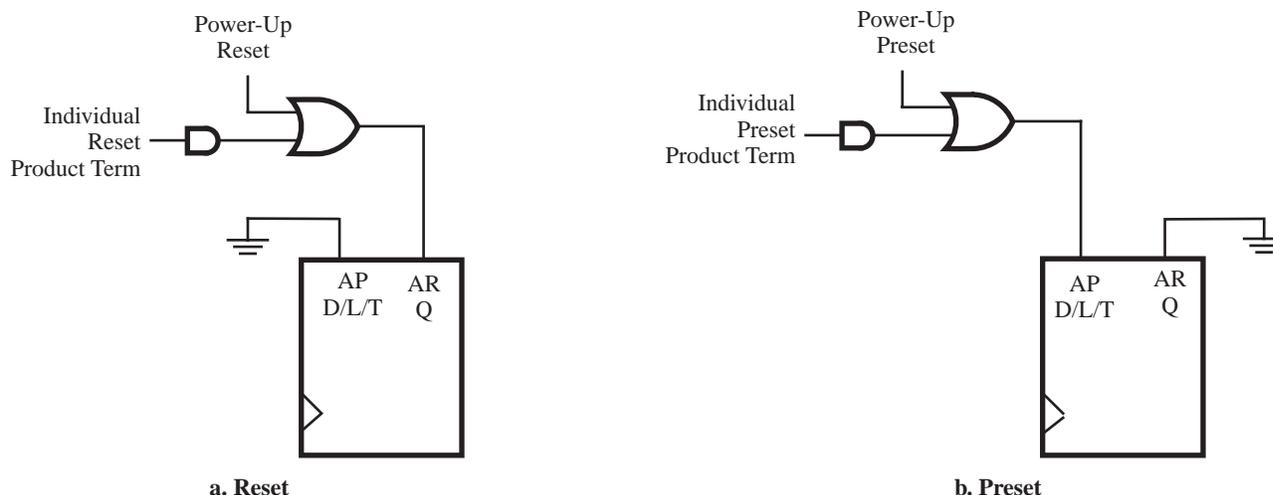 Power-Up
Reset
Individual
Reset
Product Term
AP
AR
D/L/T
Q
a. Reset
Power-Up
Preset
Individual
Preset
Product Term
AP
AR
D/L/T
Q
b. Preset